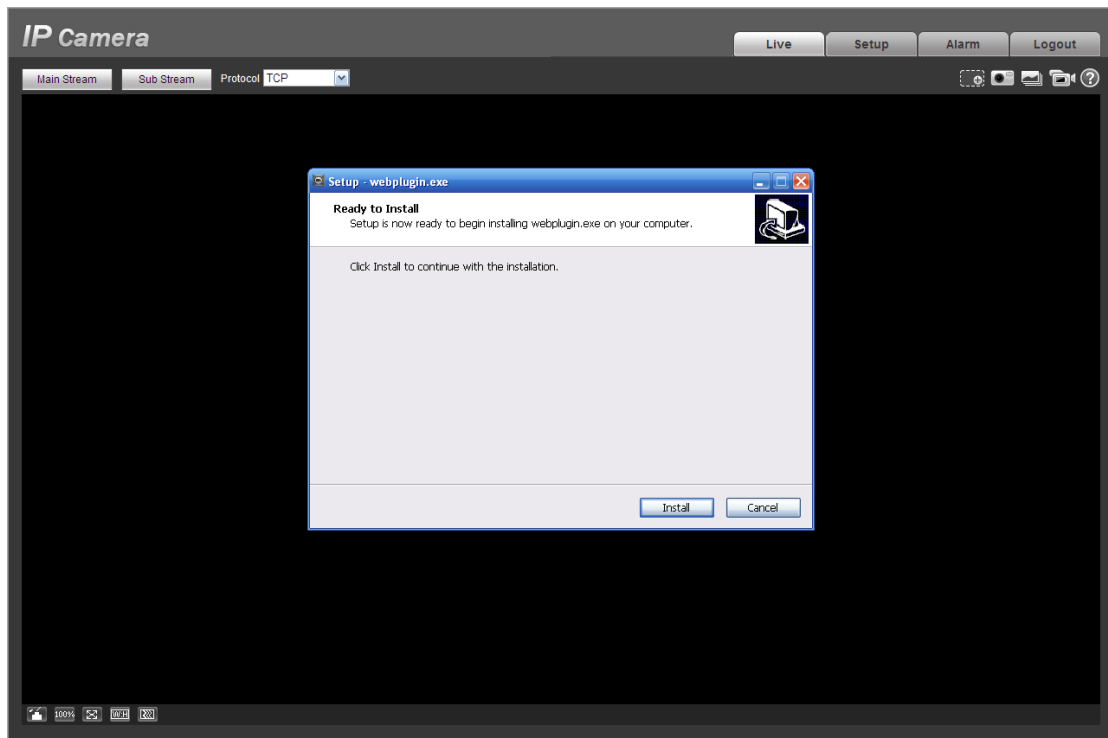 IP Camera
Live Setup Alarm Logout
Main Stream Sub Stream Protocol TCP
Setup - webplugin.exe
Ready to Install
Setup is now ready to begin installing webplugin.exe on your computer.
Click Install to continue with the installation.
Install Cancel
100% W:H